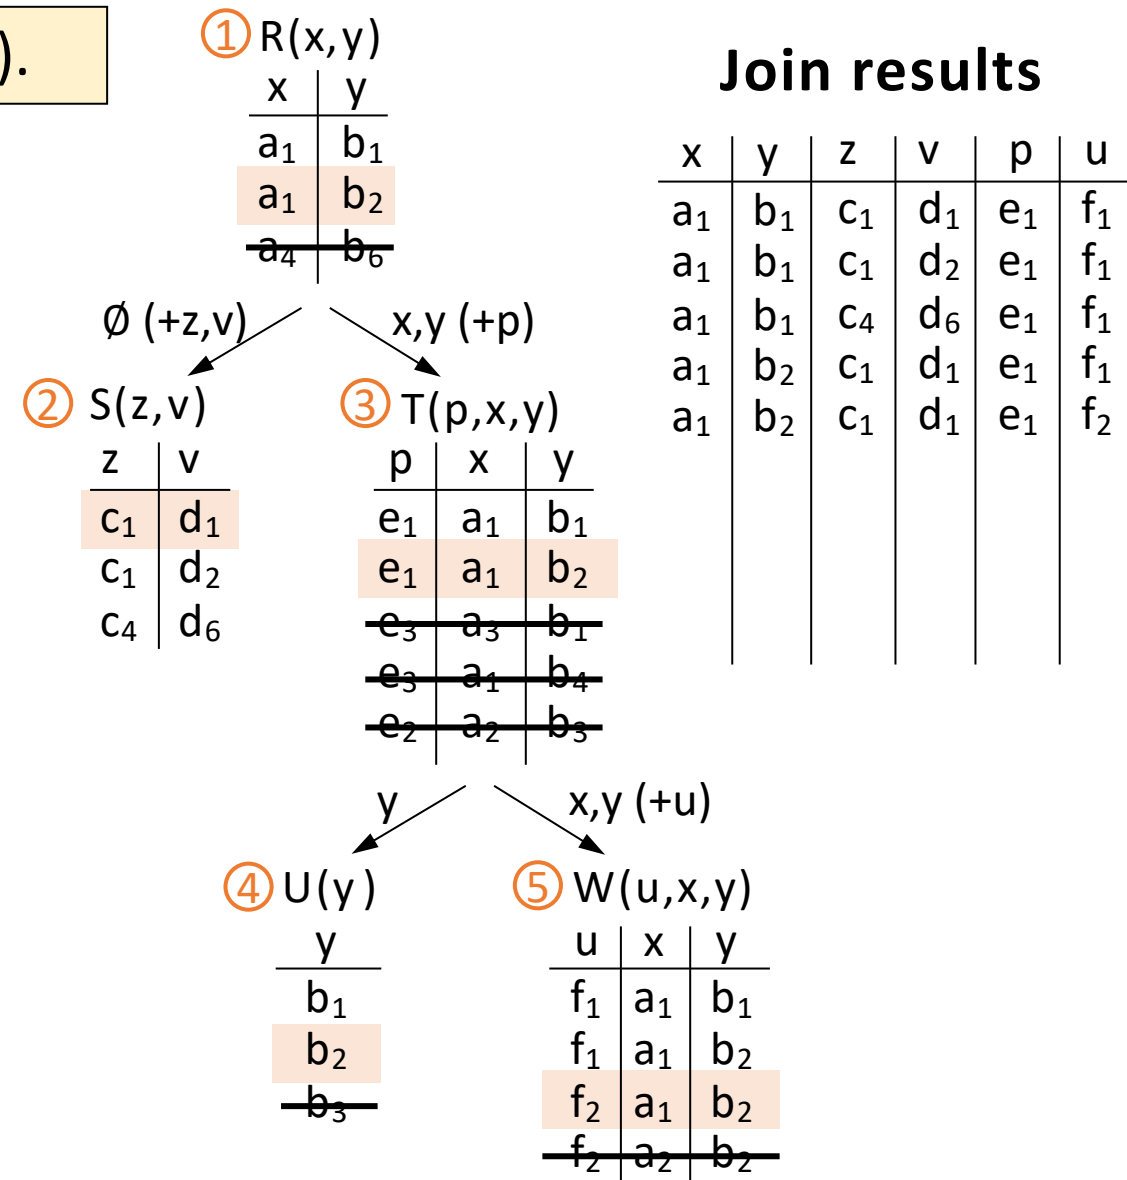 ).
① R(x,y)
x y
a₁ b₁
a₁ b₂
a₄ b₆
Join results
x y z v p u
a₁ b₁ c₁ d₁ e₁ f₁
a₁ b₁ c₁ d₂ e₁ f₁
a₁ b₁ c₄ d₆ e₁ f₁
a₁ b₂ c₁ d₁ e₁ f₁
a₁ b₂ c₁ d₁ e₁ f₂
∅ (+z,v)
x,y (+p)
② S(z,v)
z v
c₁ d₁
c₁ d₂
c₄ d₆
③ T(p,x,y)
p x y
e₁ a₁ b₁
e₁ a₁ b₂
e₃ a₃ b₁
e₃ a₁ b₄
e₂ a₂ b₃
y
x,y (+u)
④ U(y)
y
b₁
b₂
b₃
⑤ W(u,x,y)
u x y
f₁ a₁ b₁
f₁ a₁ b₂
f₂ a₁ b₂
f₂ a₂ b₂